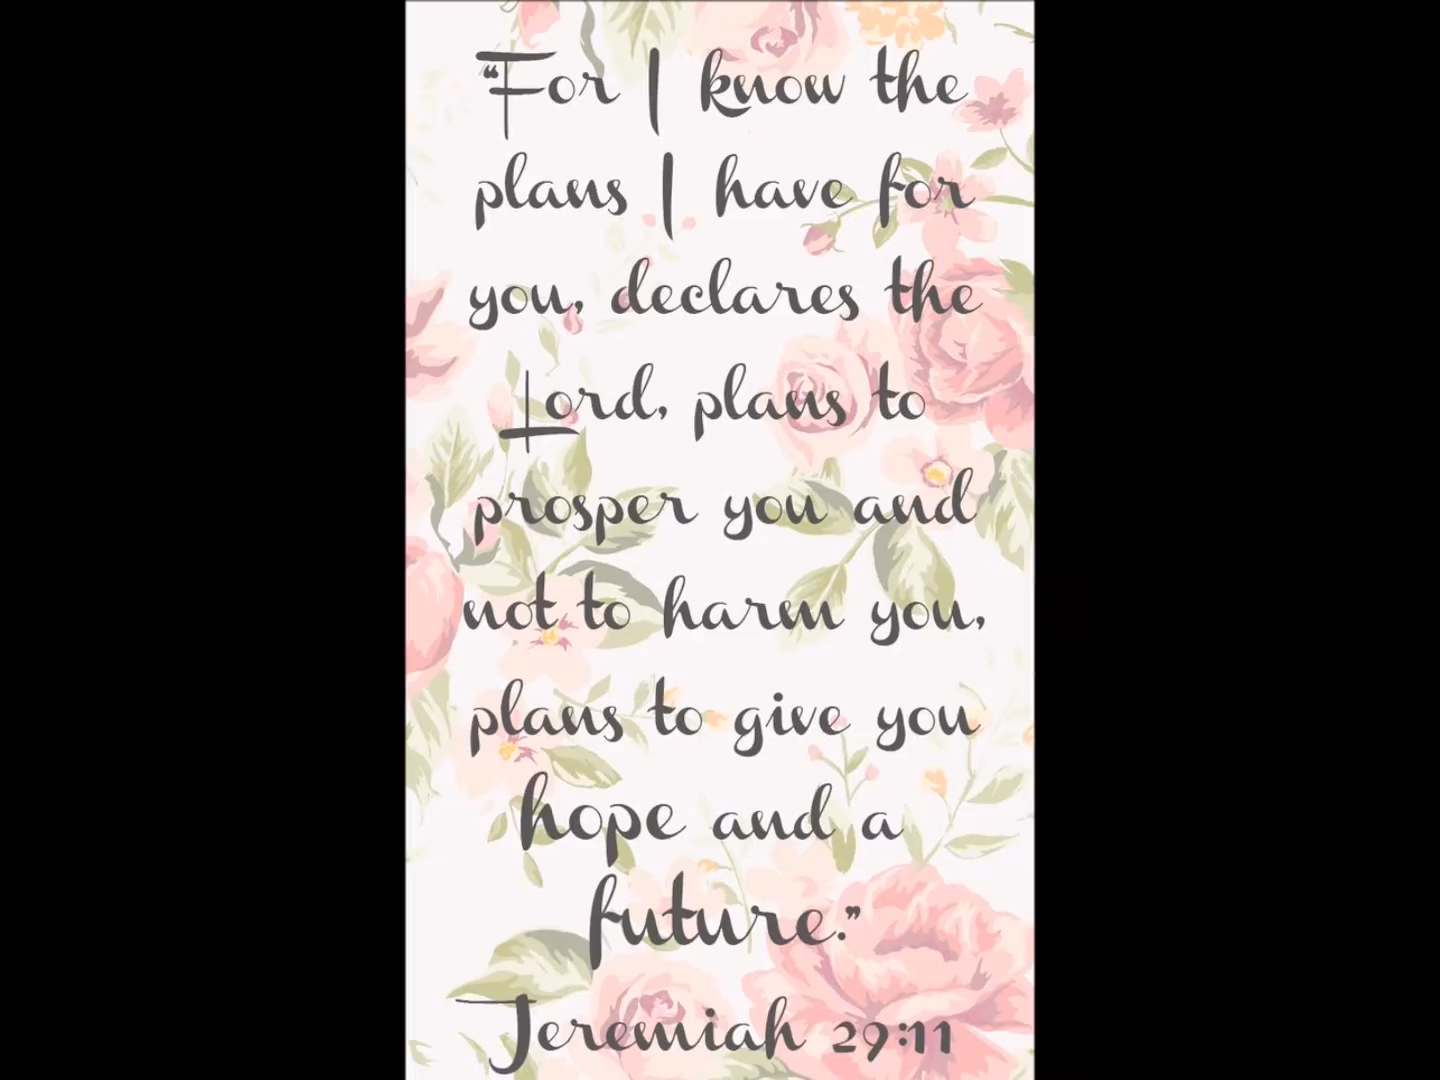 “For I know the
plans I have for
you, declares the
Lord, plans to
prosper you and
not to harm you,
plans to give you
hope and a
future.”
Jeremiah 29:11